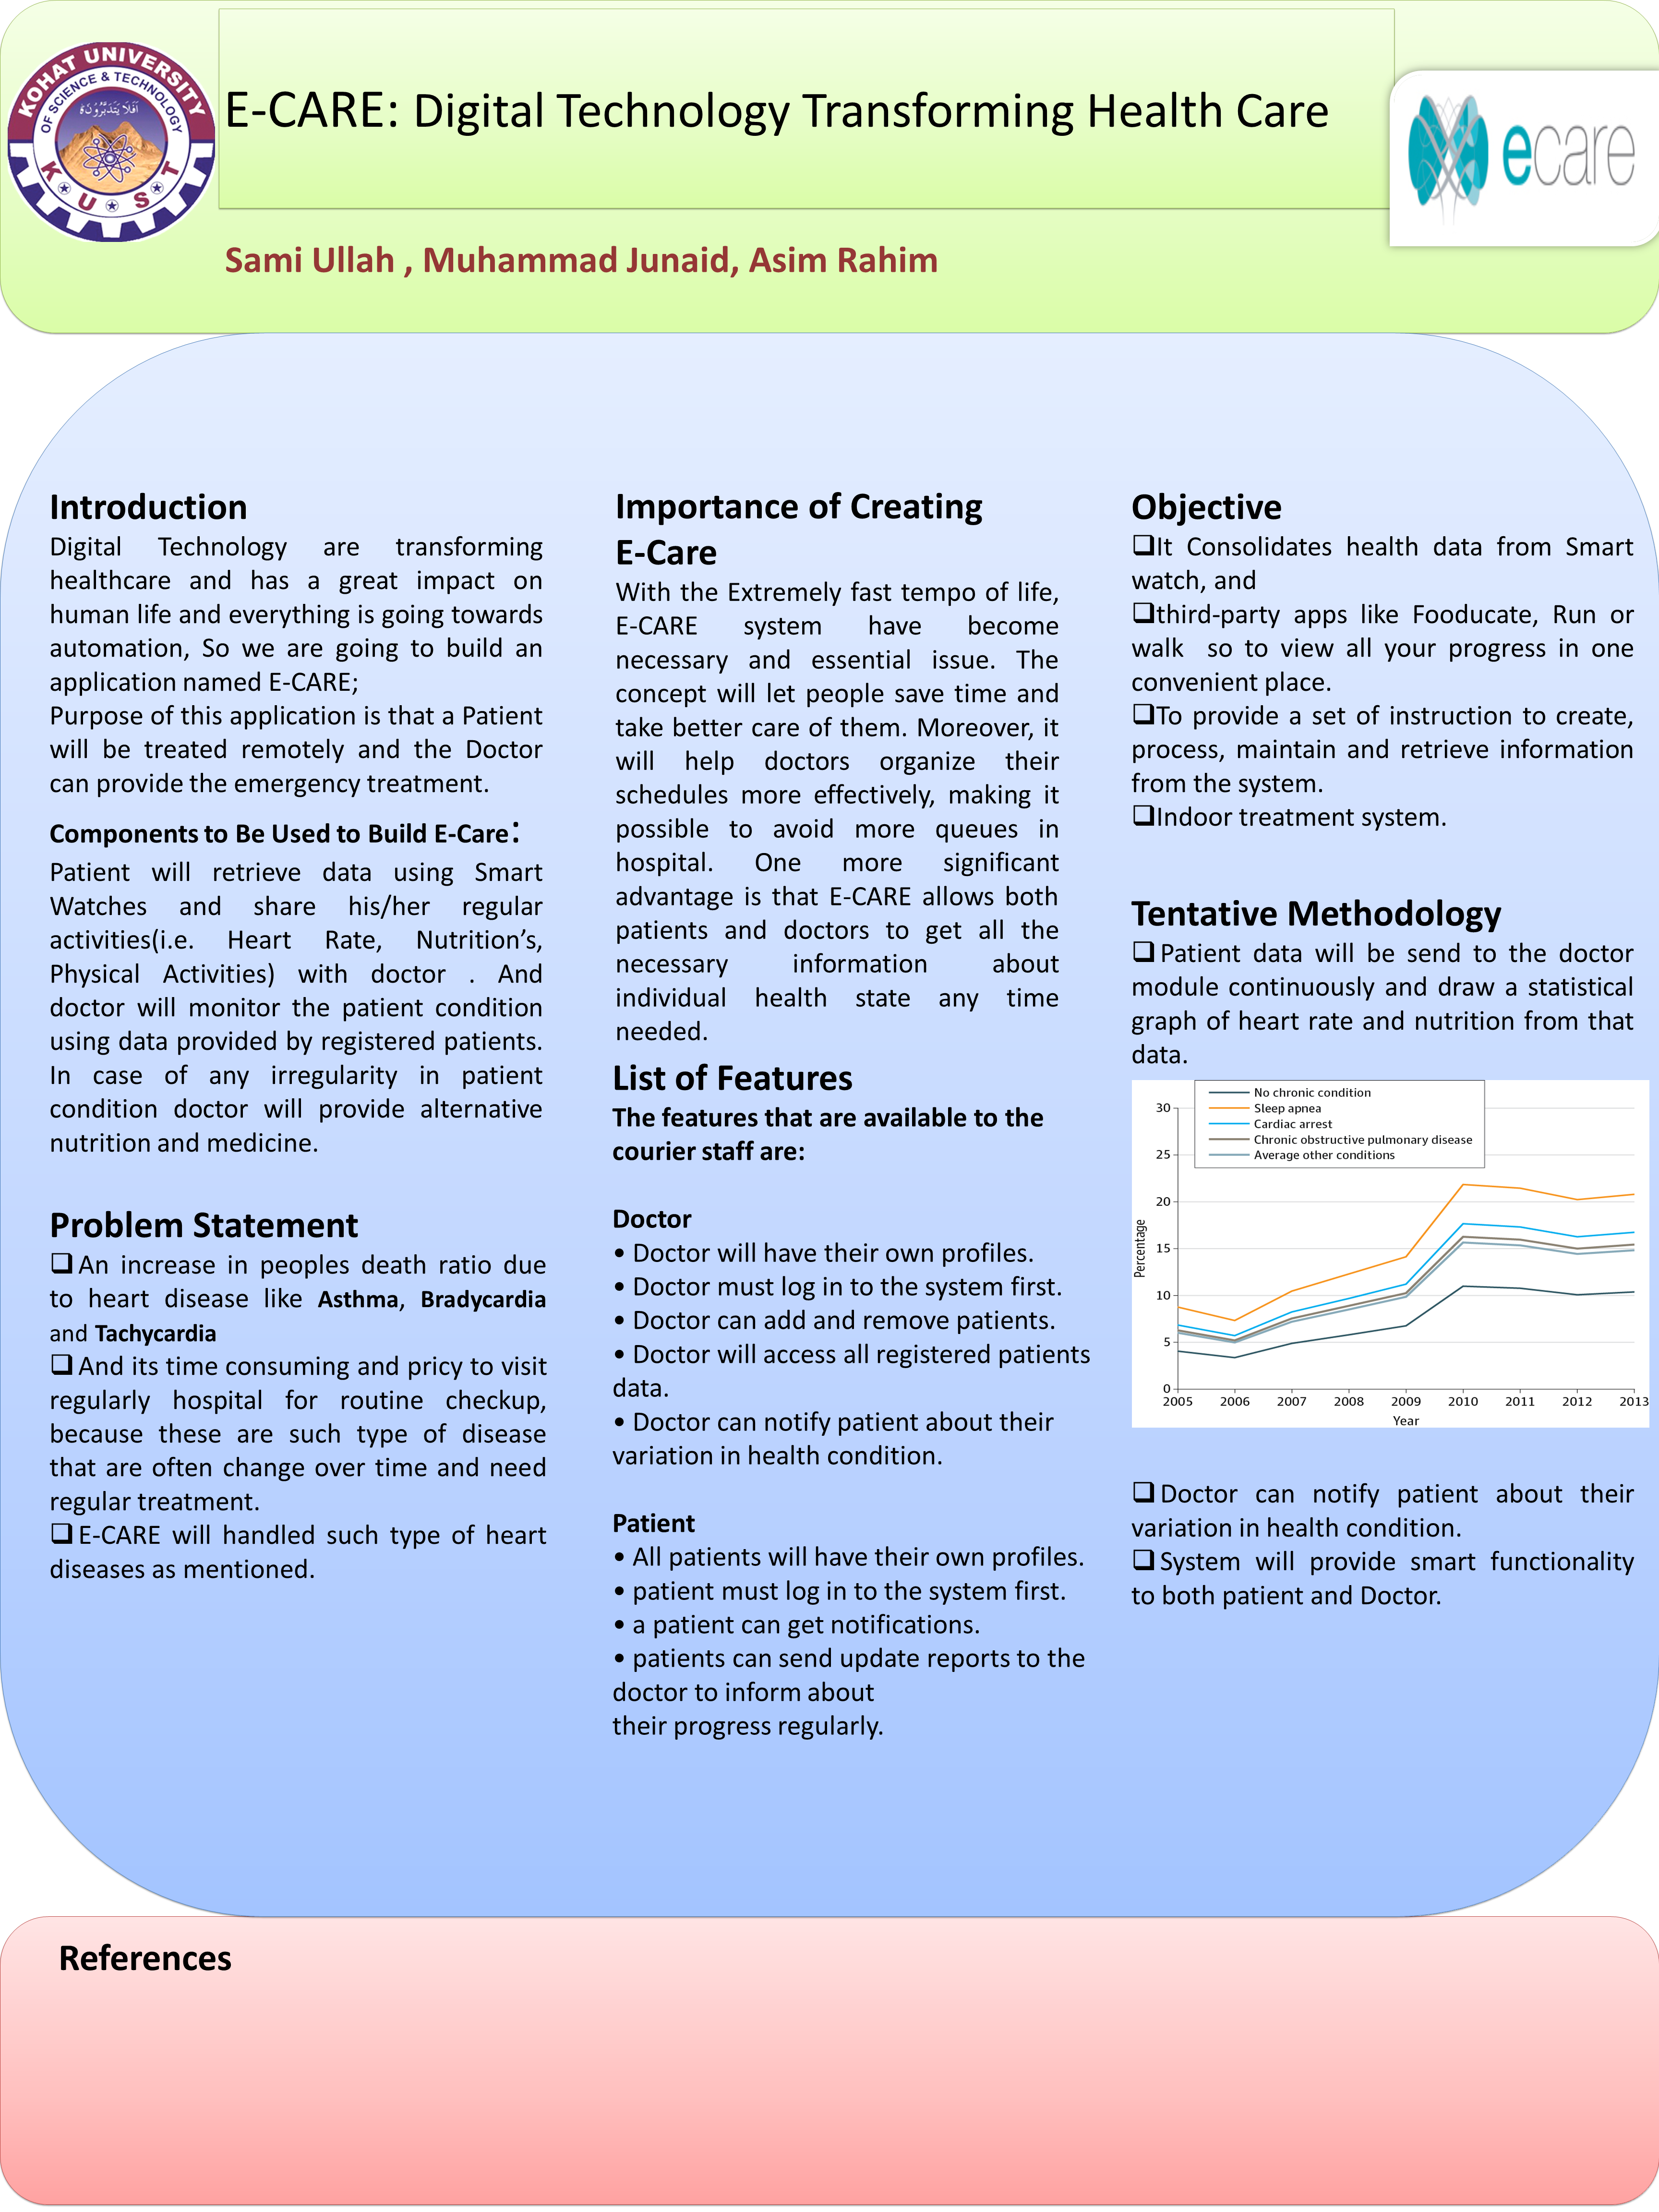 KOHAT UNIVERSITY
OF SCIENCE & TECHNOLOGY
K U S T
E-CARE: Digital Technology Transforming Health Care
ecare
Sami Ullah , Muhammad Junaid, Asim Rahim
Introduction
Digital Technology are transforming
healthcare and has a great impact on
human life and everything is going towards
automation, So we are going to build an
application named E-CARE;
Purpose of this application is that a Patient
will be treated remotely and the Doctor
can provide the emergency treatment.
Components to Be Used to Build E-Care:
Patient will retrieve data using Smart
Watches and share his/her regular
activities(i.e. Heart Rate, Nutrition’s,
Physical Activities) with doctor . And
doctor will monitor the patient condition
using data provided by registered patients.
In case of any irregularity in patient
condition doctor will provide alternative
nutrition and medicine.
Problem Statement
❑An increase in peoples death ratio due
to heart disease like Asthma, Bradycardia
and Tachycardia
❑And its time consuming and pricy to visit
regularly hospital for routine checkup,
because these are such type of disease
that are often change over time and need
regular treatment.
❑E-CARE will handled such type of heart
diseases as mentioned.
Importance of Creating
E-Care
With the Extremely fast tempo of life,
E-CARE system have become
necessary and essential issue. The
concept will let people save time and
take better care of them. Moreover, it
will help doctors organize their
schedules more effectively, making it
possible to avoid more queues in
hospital. One more significant
advantage is that E-CARE allows both
patients and doctors to get all the
necessary information about
individual health state any time
needed.
List of Features
The features that are available to the
courier staff are:
Doctor
• Doctor will have their own profiles.
• Doctor must log in to the system first.
• Doctor can add and remove patients.
• Doctor will access all registered patients
data.
• Doctor can notify patient about their
variation in health condition.
Patient
• All patients will have their own profiles.
• patient must log in to the system first.
• a patient can get notifications.
• patients can send update reports to the
doctor to inform about
their progress regularly.
Objective
❑It Consolidates health data from Smart
watch, and
❑third-party apps like Fooducate, Run or
walk so to view all your progress in one
convenient place.
❑To provide a set of instruction to create,
process, maintain and retrieve information
from the system.
❑Indoor treatment system.
Tentative Methodology
❑Patient data will be send to the doctor
module continuously and draw a statistical
graph of heart rate and nutrition from that
data.
No chronic condition
Sleep apnea
Cardiac arrest
Chronic obstructive pulmonary disease
Average other conditions
Percentage
30
25
20
15
10
5
0
2005 2006 2007 2008 2009 2010 2011 2012 2013
Year
❑Doctor can notify patient about their
variation in health condition.
❑System will provide smart functionality
to both patient and Doctor.
References